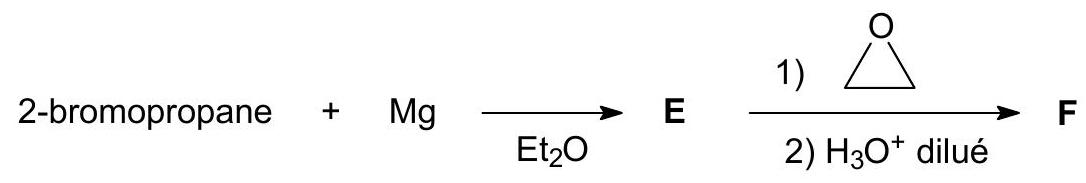 O
1)
2-bromopropane + Mg E F
Et₂O 2) H₃O⁺ dilué